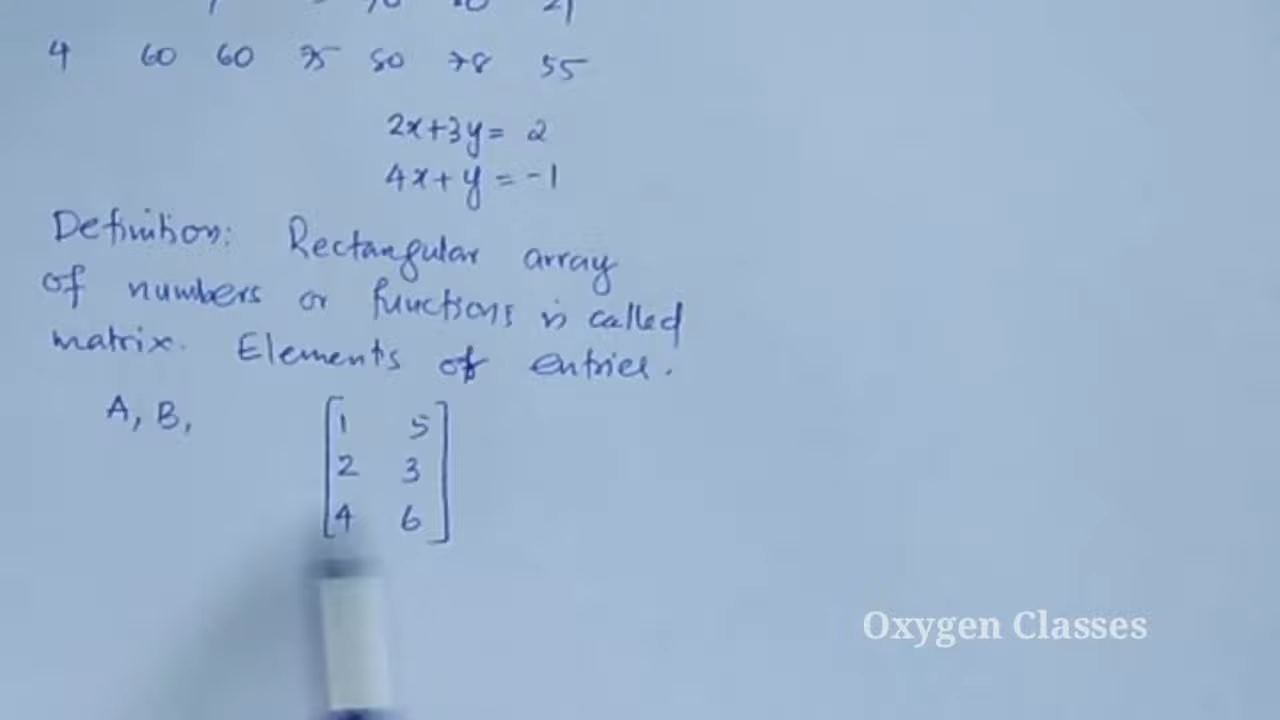 4 60 60 75 80 78 55
2x+3y= 2
4x+y=-1
Definition: Rectangular array
of numbers or functions is called
matrix. Elements of entries.
A, B,
1 5
2 3
4 6
Oxygen Classes